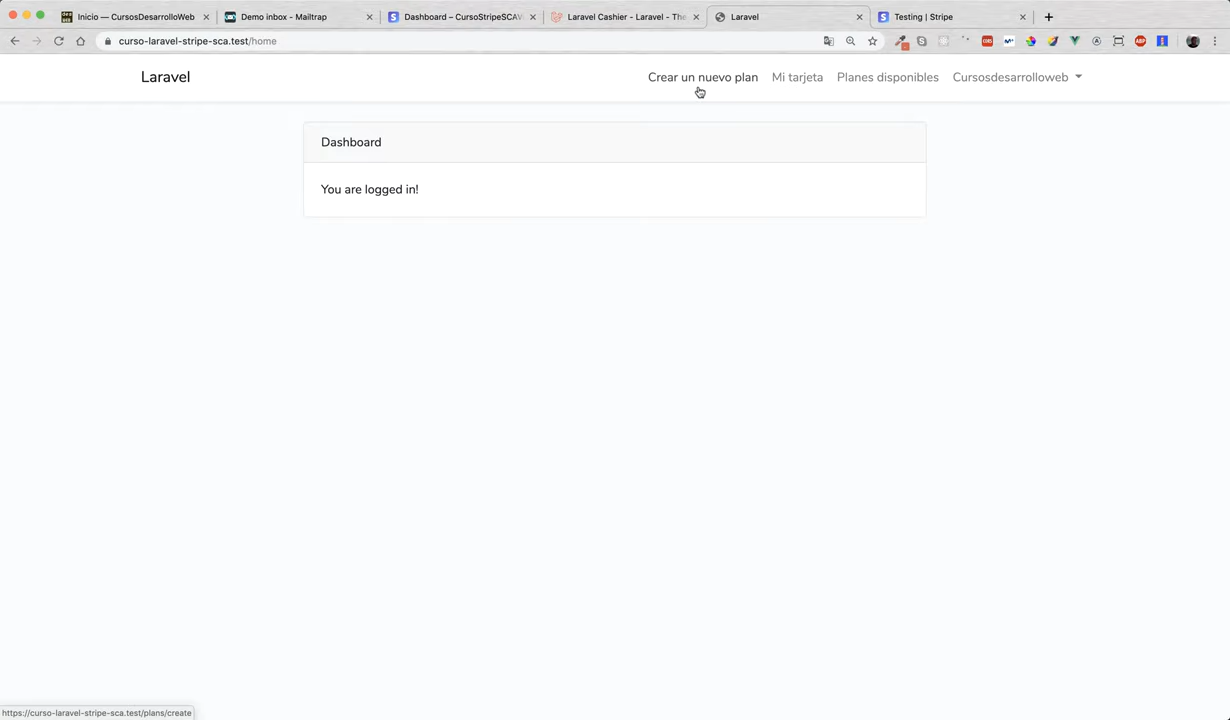 Inicio — CursosDesarrolloWeb
Demo inbox - Mailtrap
Dashboard – CursoStripeSCAV
Laravel Cashier - Laravel - The
Laravel
Testing | Stripe
curso-laravel-stripe-sca.test/home
Laravel
Crear un nuevo plan
Mi tarjeta
Planes disponibles
Cursosdesarrolloweb
Dashboard
You are logged in!
https://curso-laravel-stripe-sca.test/plans/create